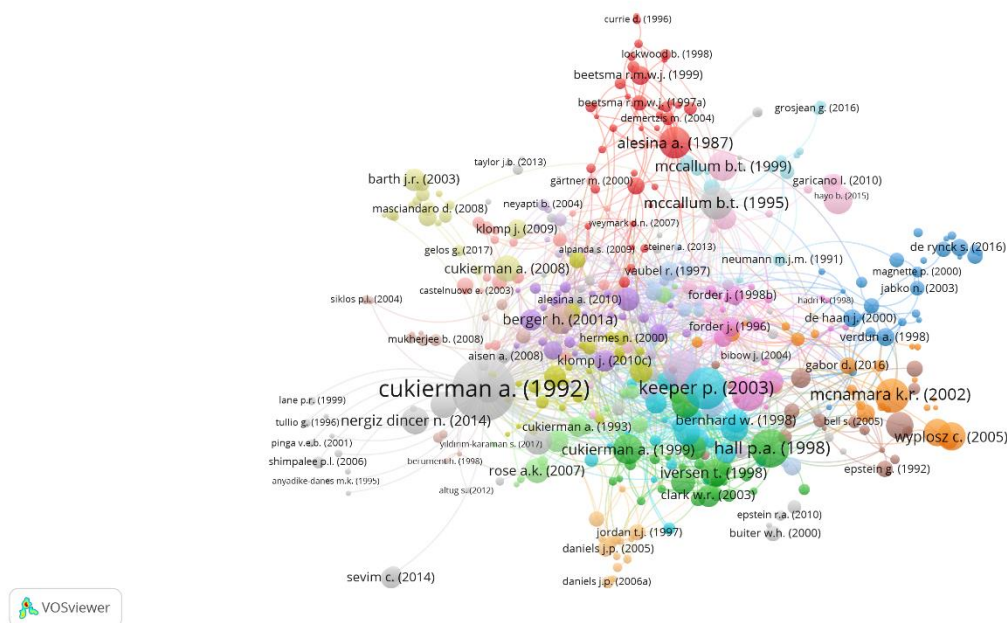 currie d. (1996)
lockwood b. (1998)
beetsma r.m.w.j. (1999)
beetsma r.m.w.j. (1997a)
grosjean g. (2016)
demertzis m. (2004)
alesina a. (1987)
taylor j.b. (2013)
mccallum b.t. (1999)
barth j.r. (2003)
gärtner m. (2000)
garicano l. (2010)
hayo b. (2015)
masciandaro d. (2008)
neyapti b. (2004)
mccallum b.t. (1995)
klomp j. (2009)
weymark d.n. (2007)
gelos g. (2017)
alpanda s. (2009)
steiner a. (2013)
de rynck s. (2016)
neumann m.j.m. (1991)
cukierman a. (2008)
vaubel r. (1997)
magnette p. (2000)
jabko n. (2003)
siklos p.l. (2004)
castelnuovo e. (2003)
alesina a. (2010)
forder j. (1998b)
hadri k. (1998)
berger h. (2001a)
de haan j. (2000)
mukherjee b. (2008)
hermes n. (2000)
forder j. (1996)
verdun a. (1998)
aisen a. (2008)
klomp j. (2010c)
bibow j. (2004)
gabor d. (2016)
cukierman a. (1992)
keeper p. (2003)
mcnamara k.r. (2002)
lane p.r. (1999)
tullio g. (1996)
nergiz dincer n. (2014)
cukierman a. (1993)
bernhard w. (1998)
bell s. (2005)
wyplosz c. (2005)
pinga v.e.b. (2001)
yildirim-karaman s. (2017)
cukierman a. (1999)
hall p.a. (1998)
shimpalee p.l. (2006)
berument h. (1998)
rose a.k. (2007)
iversen t. (1998)
epstein g. (1992)
anyadike-danes m.k. (1995)
altug s. (2012)
clark w.r. (2003)
epstein r.a. (2010)
jordan t.j. (1997)
buiter w.h. (2000)
daniels j.p. (2005)
sevim c. (2014)
daniels j.p. (2006a)
VOSviewer